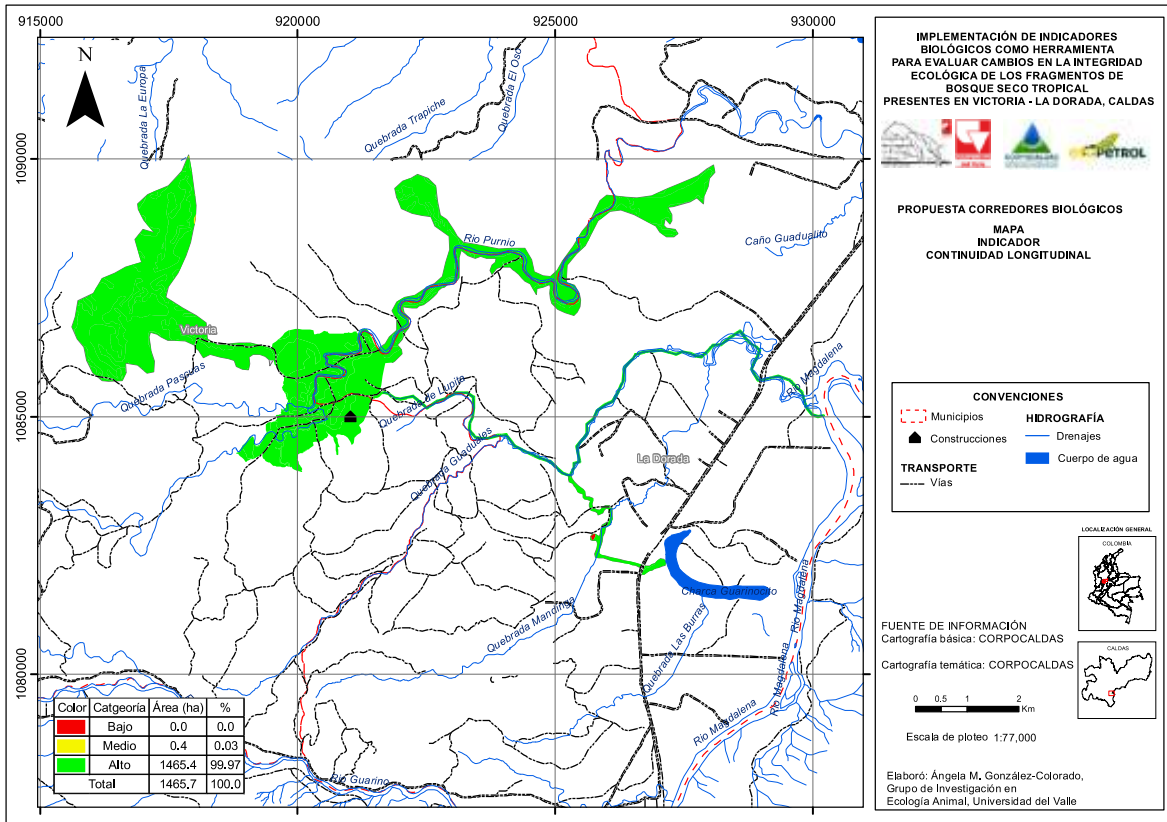 915000
920000
925000
930000
1090000
1085000
1080000
N
Quebrada La Europa
Quebrada Trapiche
Quebrada El Oso
Rio Purnio
Caño Guadualito
Victoria
Quebrada Pascuas
Quebrada de Lupita
Quebrada Guaduales
La Dorada
Rio Magdalena
Charca Guarinocito
Quebrada Mandinga
Quebrada Las Burras
Rio Magdalena
Rio Magdalena
Rio Magdalena
Rio Guarino
Color Catgeoría Área (ha) %
Bajo 0.0 0.0
Medio 0.4 0.03
Alto 1465.4 99.97
Total 1465.7 100.0
IMPLEMENTACIÓN DE INDICADORES
BIOLÓGICOS COMO HERRAMIENTA
PARA EVALUAR CAMBIOS EN LA INTEGRIDAD
ECOLÓGICA DE LOS FRAGMENTOS DE
BOSQUE SECO TROPICAL
PRESENTES EN VICTORIA - LA DORADA, CALDAS
PROPUESTA CORREDORES BIOLÓGICOS
MAPA
INDICADOR
CONTINUIDAD LONGITUDINAL
CONVENCIONES
Municipios
Construcciones
TRANSPORTE
Vías
HIDROGRAFÍA
Drenajes
Cuerpo de agua
LOCALIZACIÓN GENERAL
COLOMBIA
CALDAS
FUENTE DE INFORMACIÓN
Cartografía básica: CORPOCALDAS
Cartografía temática: CORPOCALDAS
0 0.5 1 2
Km
Escala de ploteo 1:77,000
Elaboró: Ángela M. González-Colorado,
Grupo de Investigación en
Ecología Animal, Universidad del Valle